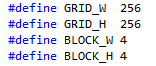 #define GRID_W  256
#define GRID_H  256
#define BLOCK_W 4
#define BLOCK_H 4